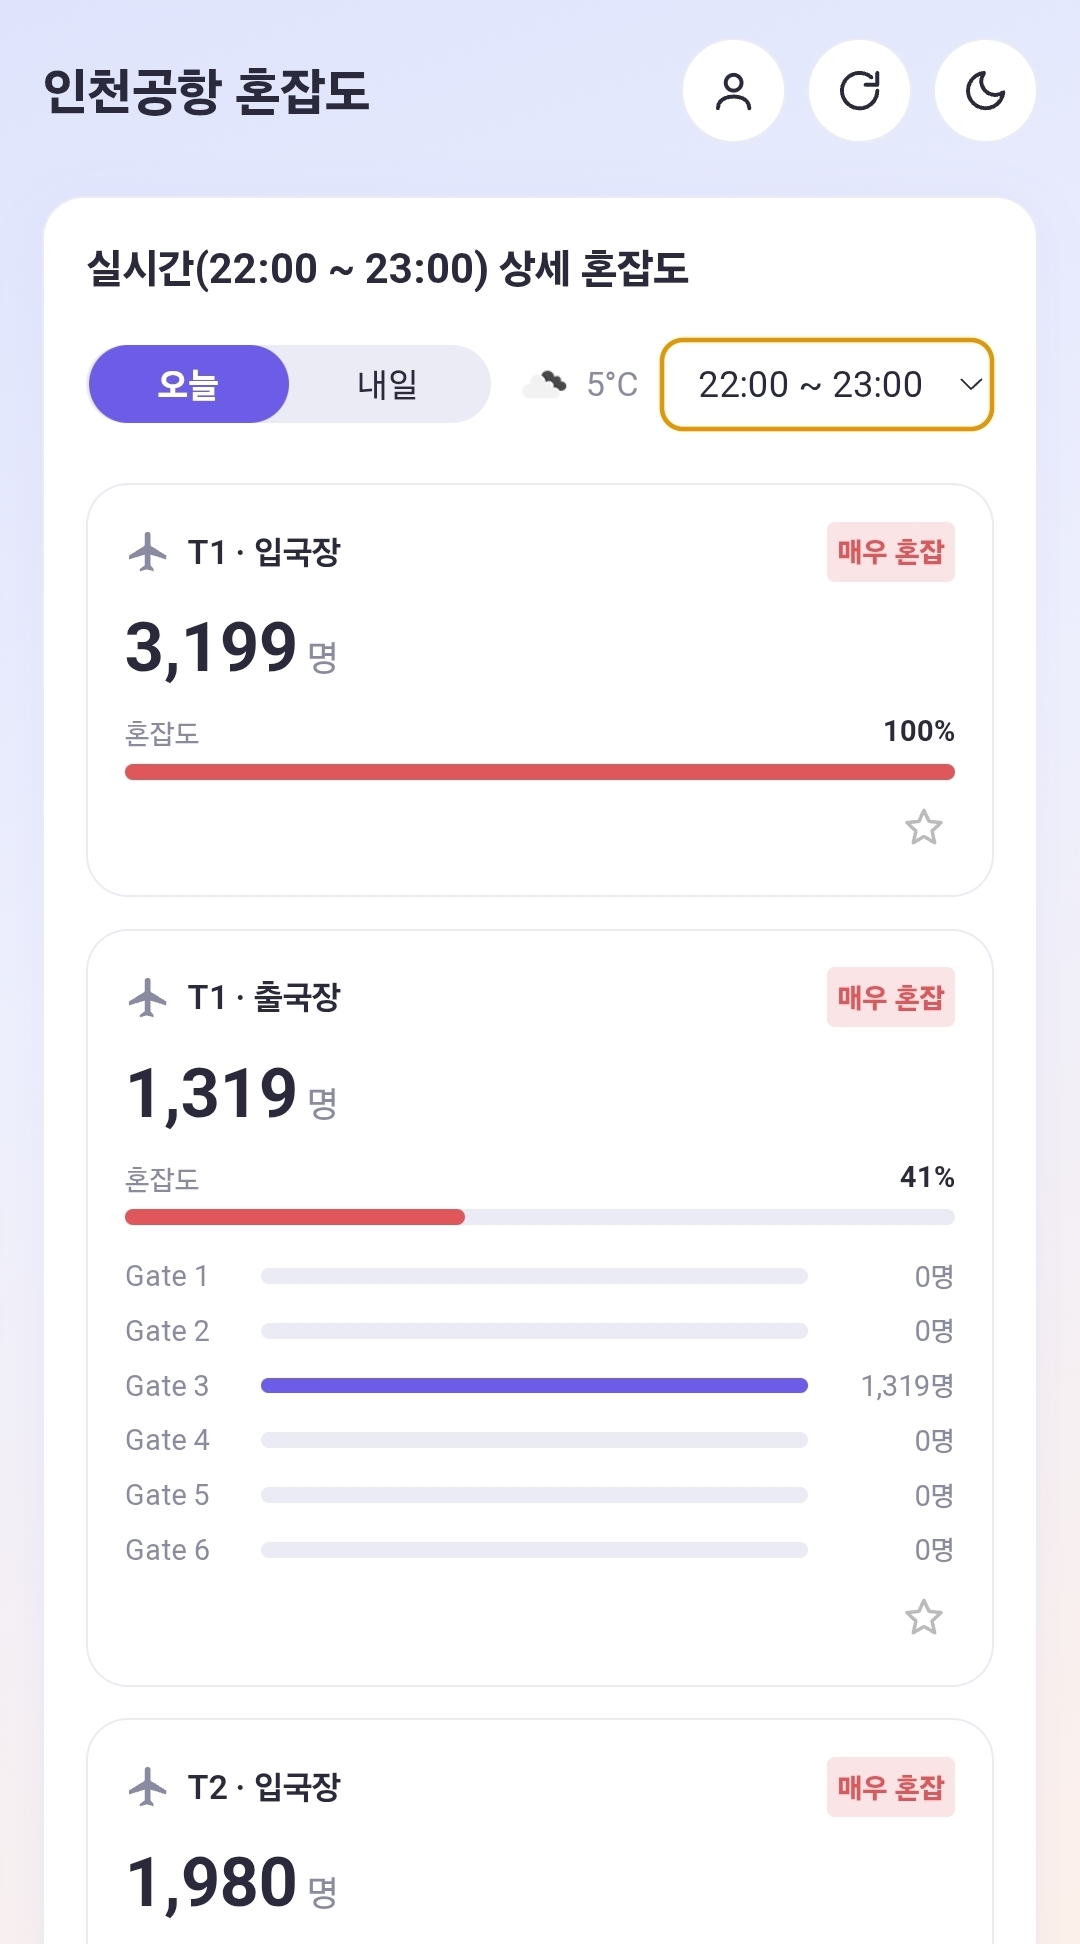 인천공항 혼잡도
실시간(22:00 ~ 23:00) 상세 혼잡도
오늘 내일 5°C 22:00 ~ 23:00
T1 · 입국장 매우 혼잡
3,199 명
혼잡도 100%
T1 · 출국장 매우 혼잡
1,319 명
혼잡도 41%
Gate 1 0명
Gate 2 0명
Gate 3 1,319명
Gate 4 0명
Gate 5 0명
Gate 6 0명
T2 · 입국장 매우 혼잡
1,980 명